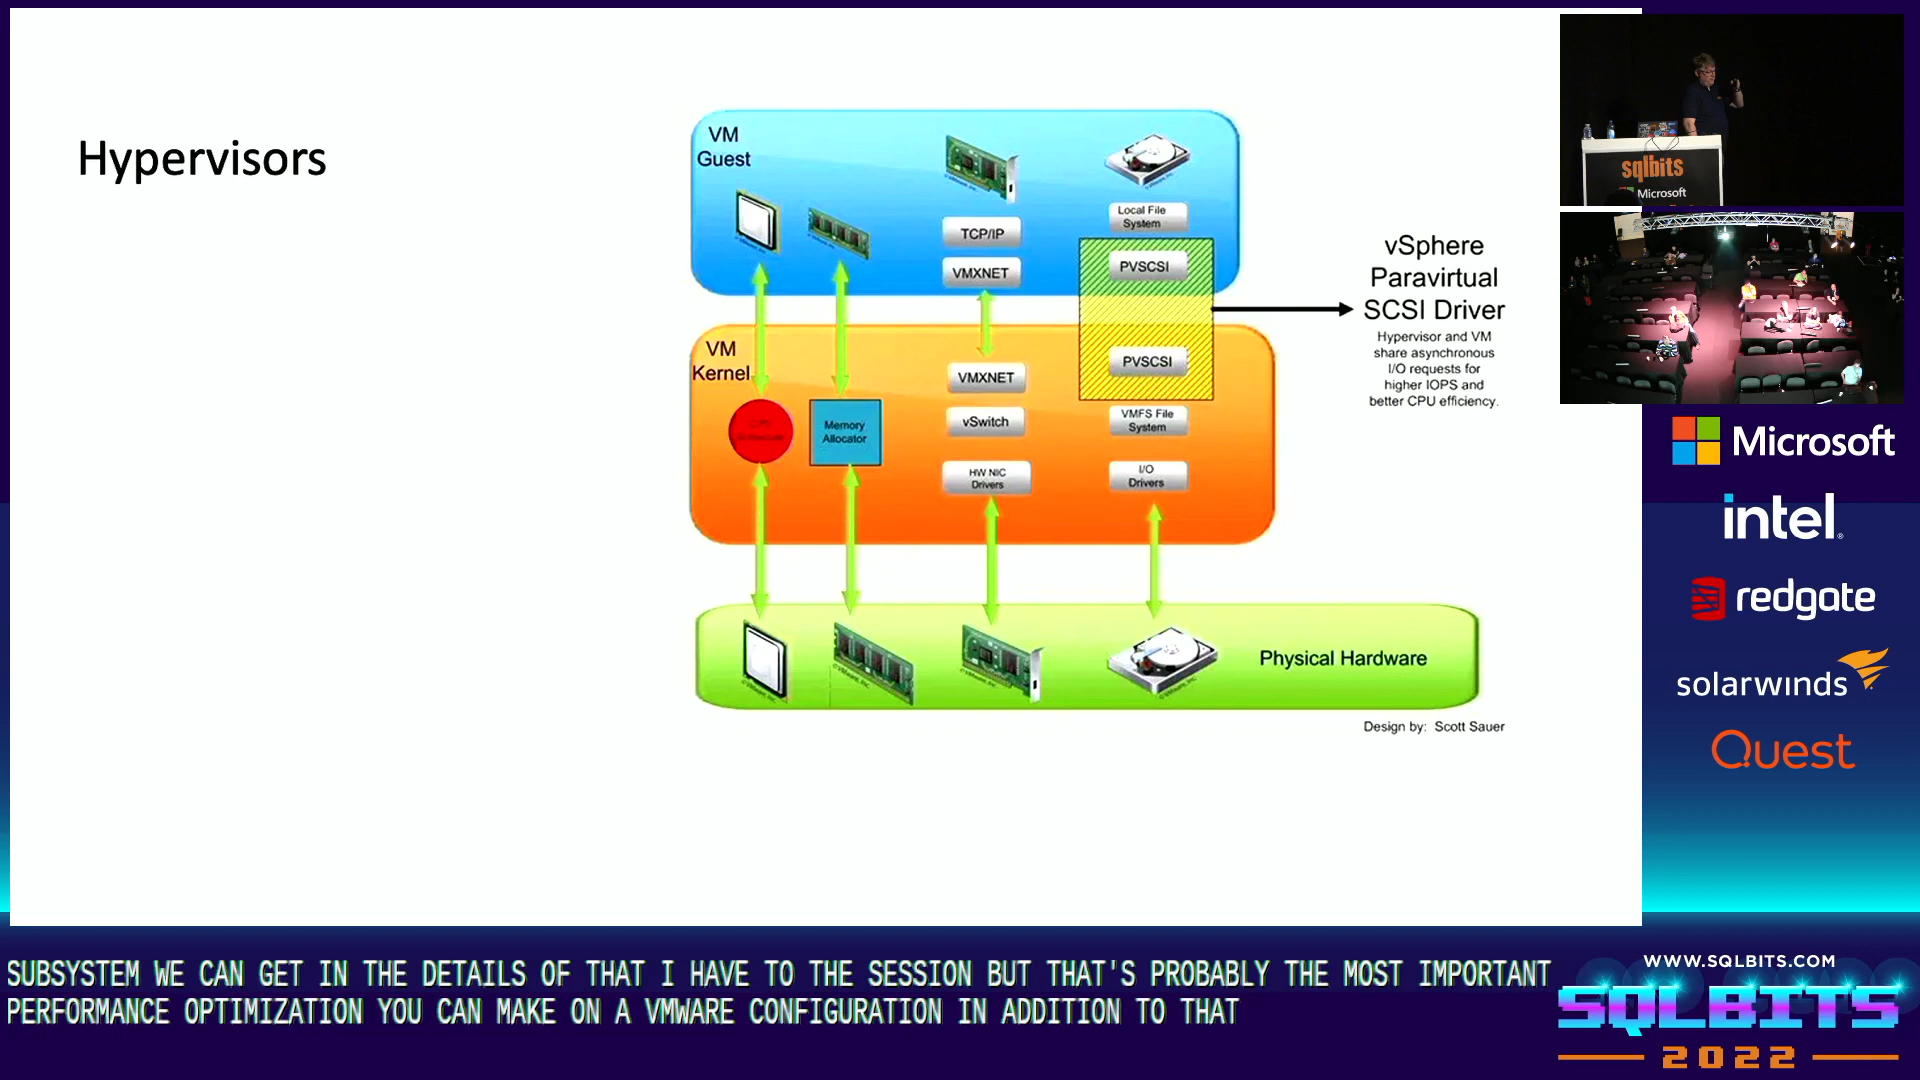 Hypervisors
VM
Guest
TCP/IP
VMXNET
Local File
System
PVSCSI
VM
Kernel
Memory
Allocator
VMXNET
vSwitch
HW NIC
Drivers
PVSCSI
VMFS File
System
I/O
Drivers
vSphere
Paravirtual
SCSI Driver
Hypervisor and VM
share asynchronous
I/O requests for
higher IOPS and
better CPU efficiency.
Physical Hardware
Design by: Scott Sauer
sqlbits
Microsoft
Microsoft
intel
redgate
solarwinds
Quest
SUBSYSTEM WE CAN GET IN THE DETAILS OF THAT I HAVE TO THE SESSION BUT THAT'S PROBABLY THE MOST IMPORTANT
PERFORMANCE OPTIMIZATION YOU CAN MAKE ON A VMWARE CONFIGURATION IN ADDITION TO THAT
WWW.SQLBITS.COM
SQLBITS
2022